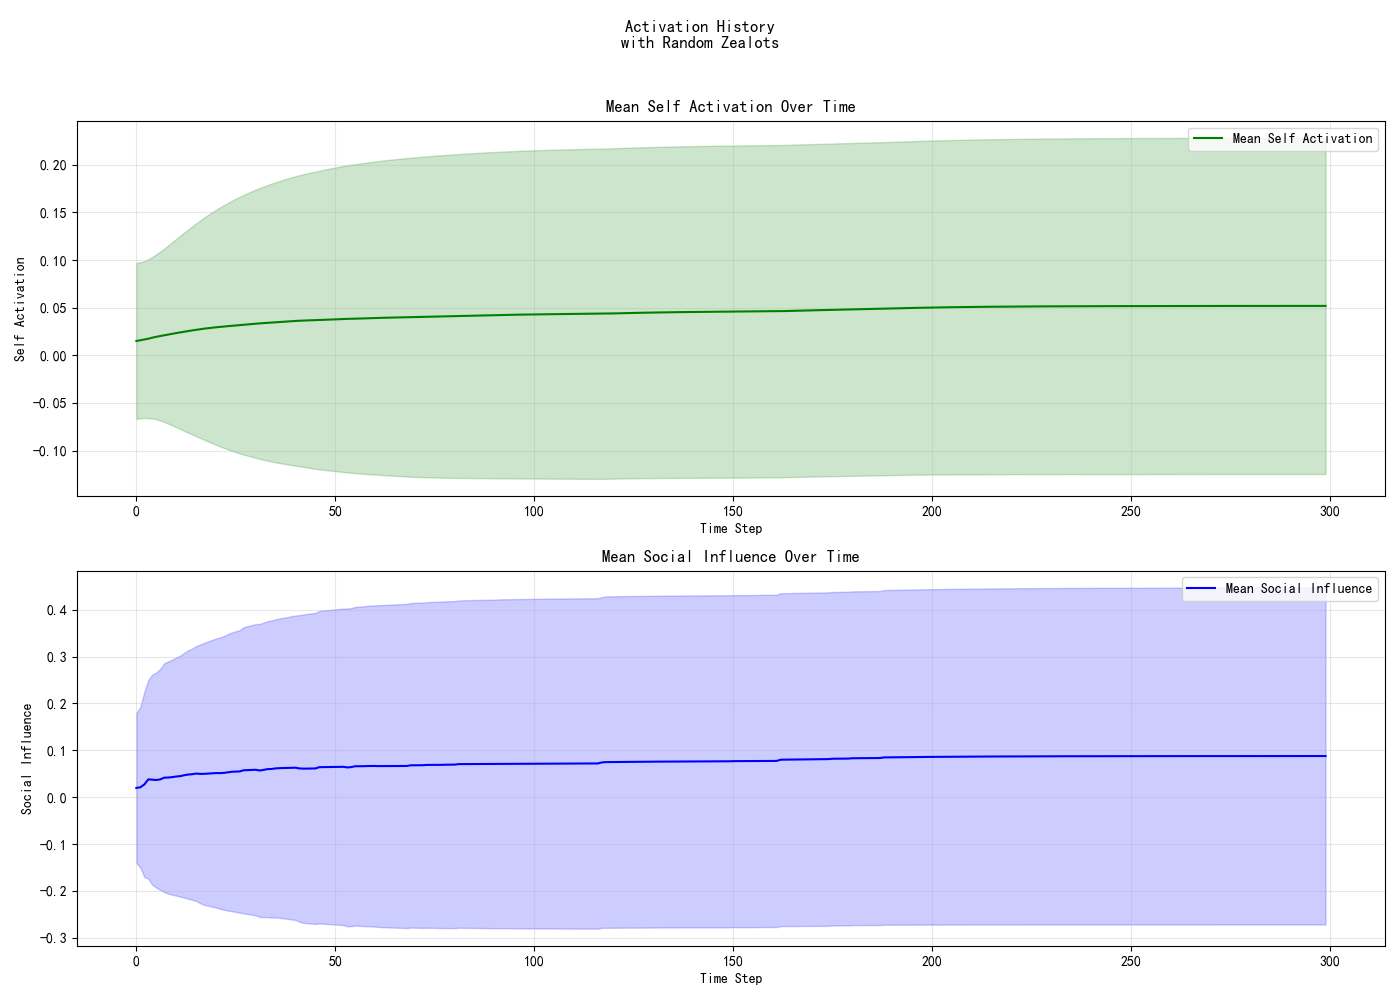 Activation History
with Random Zealots
Mean Self Activation Over Time
Mean Self Activation
Self Activation
0.20
0.15
0.10
0.05
0.00
−0.05
−0.10
0
50
100
150
200
250
300
Time Step
Mean Social Influence Over Time
Mean Social Influence
Social Influence
0.4
0.3
0.2
0.1
0.0
−0.1
−0.2
−0.3
0
50
100
150
200
250
300
Time Step